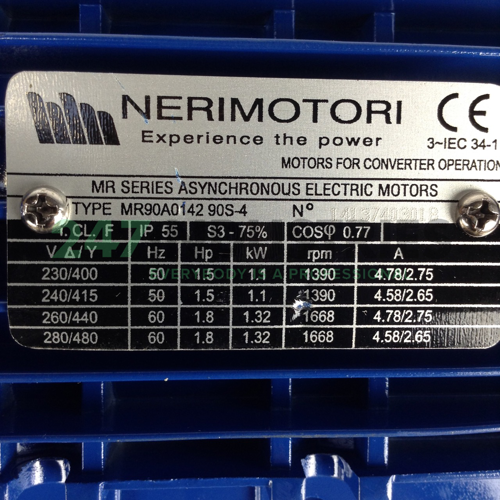 NERIMOTORI
Experience the power
CE
3~IEC 34-1
MOTORS FOR CONVERTER OPERATION
MR SERIES ASYNCHRONOUS ELECTRIC MOTORS
TYPE MR90A0142 90S-4 N°
I. CL. F IP 55 S3 - 75% COSφ 0.77
V Δ/Y Hz Hp kW rpm A
230/400 50 1.5 1.1 1390 4.78/2.75
240/415 50 1.5 1.1 1390 4.58/2.65
260/440 60 1.8 1.32 1668 4.78/2.75
280/480 60 1.8 1.32 1668 4.58/2.65
247